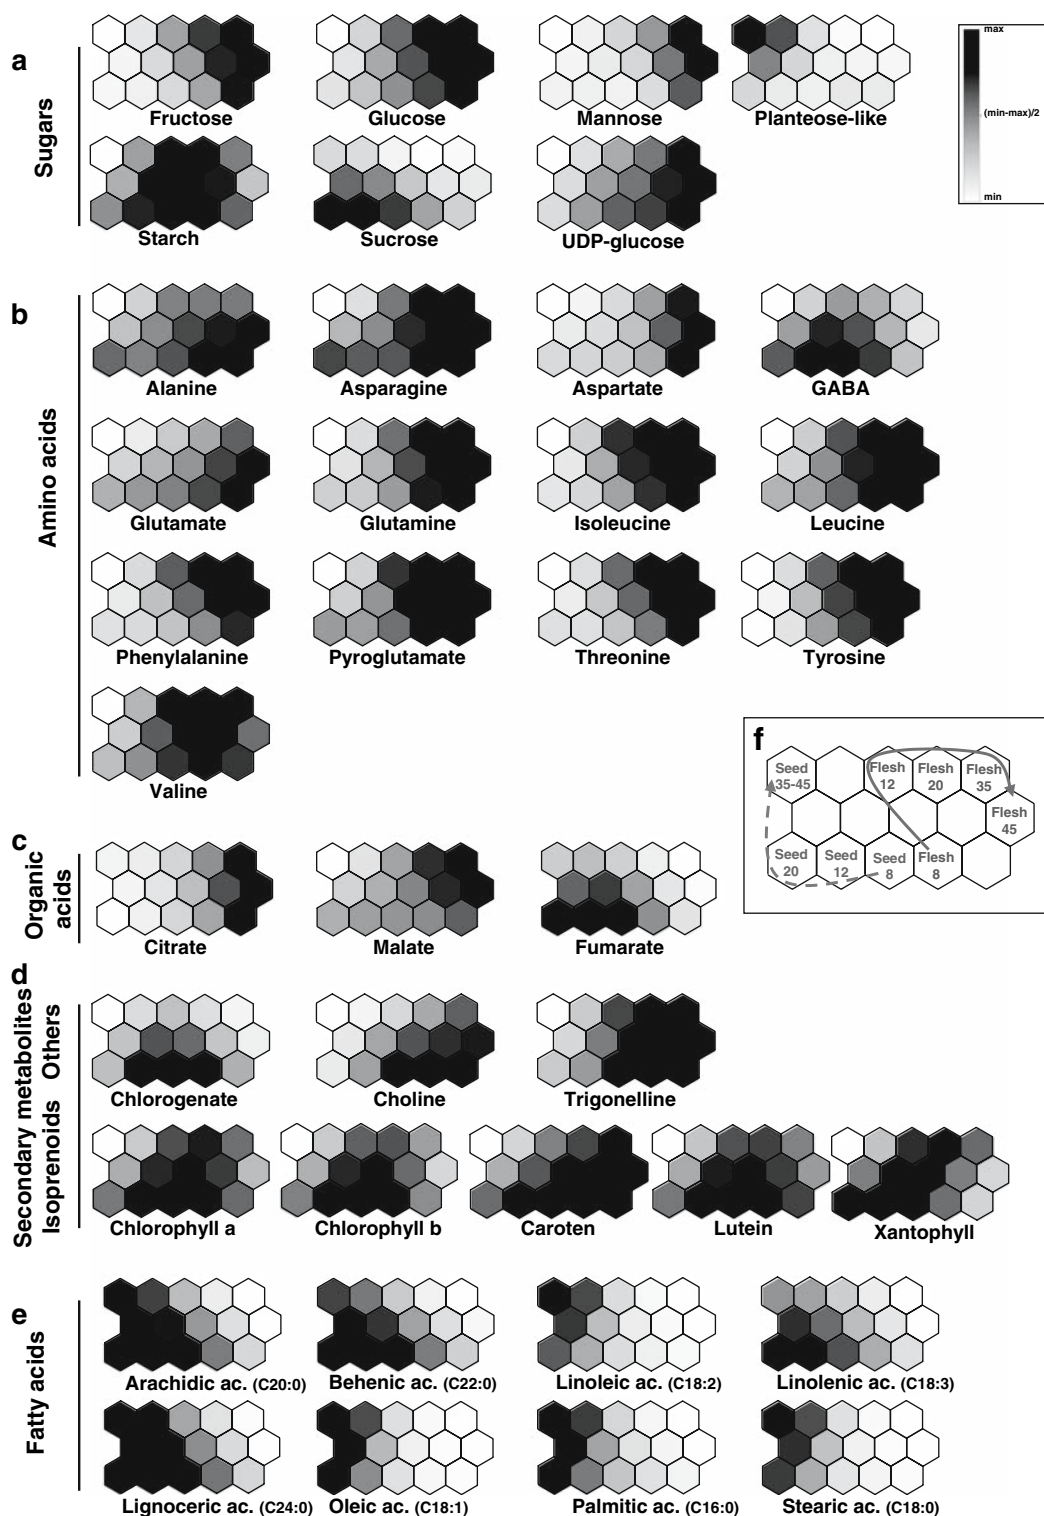 a
Sugars
Fructose
Glucose
Mannose
Planteose-like
Starch
Sucrose
UDP-glucose
max
(min-max)/2
min
b
Amino acids
Alanine
Asparagine
Aspartate
GABA
Glutamate
Glutamine
Isoleucine
Leucine
Phenylalanine
Pyroglutamate
Threonine
Tyrosine
Valine
f
Seed
35-45
Flesh
12
Flesh
20
Flesh
35
Flesh
45
Seed
20
Seed
12
Seed
8
Flesh
8
c
Organic
acids
Citrate
Malate
Fumarate
d
Secondary metabolites
Others
Isoprenoids
Chlorogenate
Choline
Trigonelline
Chlorophyll a
Chlorophyll b
Caroten
Lutein
Xantophyll
e
Fatty acids
Arachidic ac. (C20:0)
Behenic ac. (C22:0)
Linoleic ac. (C18:2)
Linolenic ac. (C18:3)
Lignoceric ac. (C24:0)
Oleic ac. (C18:1)
Palmitic ac. (C16:0)
Stearic ac. (C18:0)